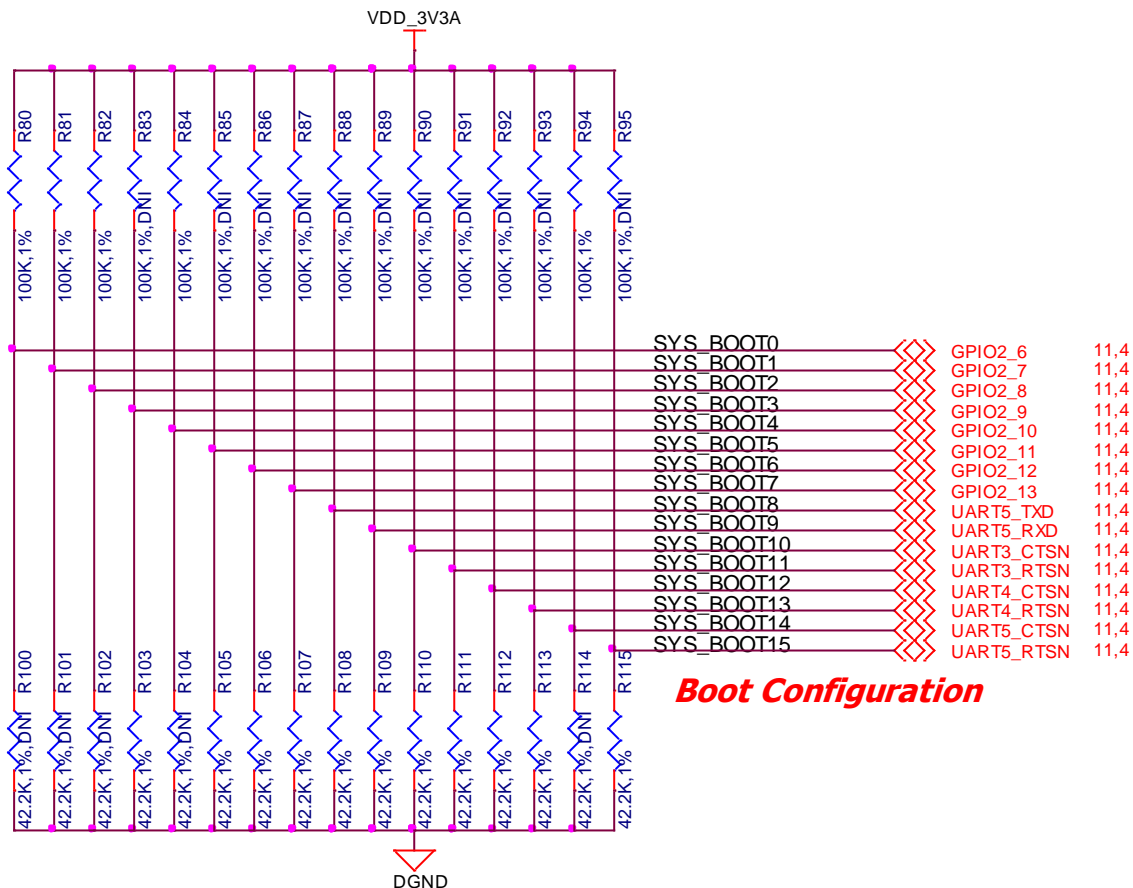 VDD_3V3A
R80
R81
R82
R83
R84
R85
R86
R87
R88
R89
R90
R91
R92
R93
R94
R95
100K,1%
100K,1%
100K,1%
100K,1%,DNI
100K,1%
100K,1%,DNI
100K,1%,DNI
100K,1%,DNI
100K,1%,DNI
100K,1%,DNI
100K,1%,DNI
100K,1%,DNI
100K,1%,DNI
100K,1%,DNI
100K,1%
100K,1%,DNI
SYS_BOOT0 GPIO2_6 11,4
SYS_BOOT1 GPIO2_7 11,4
SYS_BOOT2 GPIO2_8 11,4
SYS_BOOT3 GPIO2_9 11,4
SYS_BOOT4 GPIO2_10 11,4
SYS_BOOT5 GPIO2_11 11,4
SYS_BOOT6 GPIO2_12 11,4
SYS_BOOT7 GPIO2_13 11,4
SYS_BOOT8 UART5_TXD 11,4
SYS_BOOT9 UART5_RXD 11,4
SYS_BOOT10 UART3_CTSN 11,4
SYS_BOOT11 UART3_RTSN 11,4
SYS_BOOT12 UART4_CTSN 11,4
SYS_BOOT13 UART4_RTSN 11,4
SYS_BOOT14 UART5_CTSN 11,4
SYS_BOOT15 UART5_RTSN 11,4
Boot Configuration
R100
R101
R102
R103
R104
R105
R106
R107
R108
R109
R110
R111
R112
R113
R114
R115
42.2K,1%,DNI
42.2K,1%,DNI
42.2K,1%,DNI
42.2K,1%
42.2K,1%,DNI
42.2K,1%
42.2K,1%
42.2K,1%
42.2K,1%
42.2K,1%
42.2K,1%
42.2K,1%
42.2K,1%
42.2K,1%
42.2K,1%,DNI
42.2K,1%
DGND